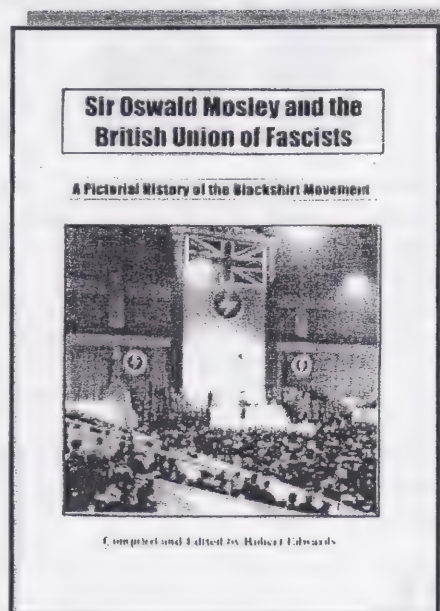 Sir Oswald Mosley and the
British Union of Fascists
A Pictorial History of the Blackshirt Movement
Compiled and Edited by Robert Edwards